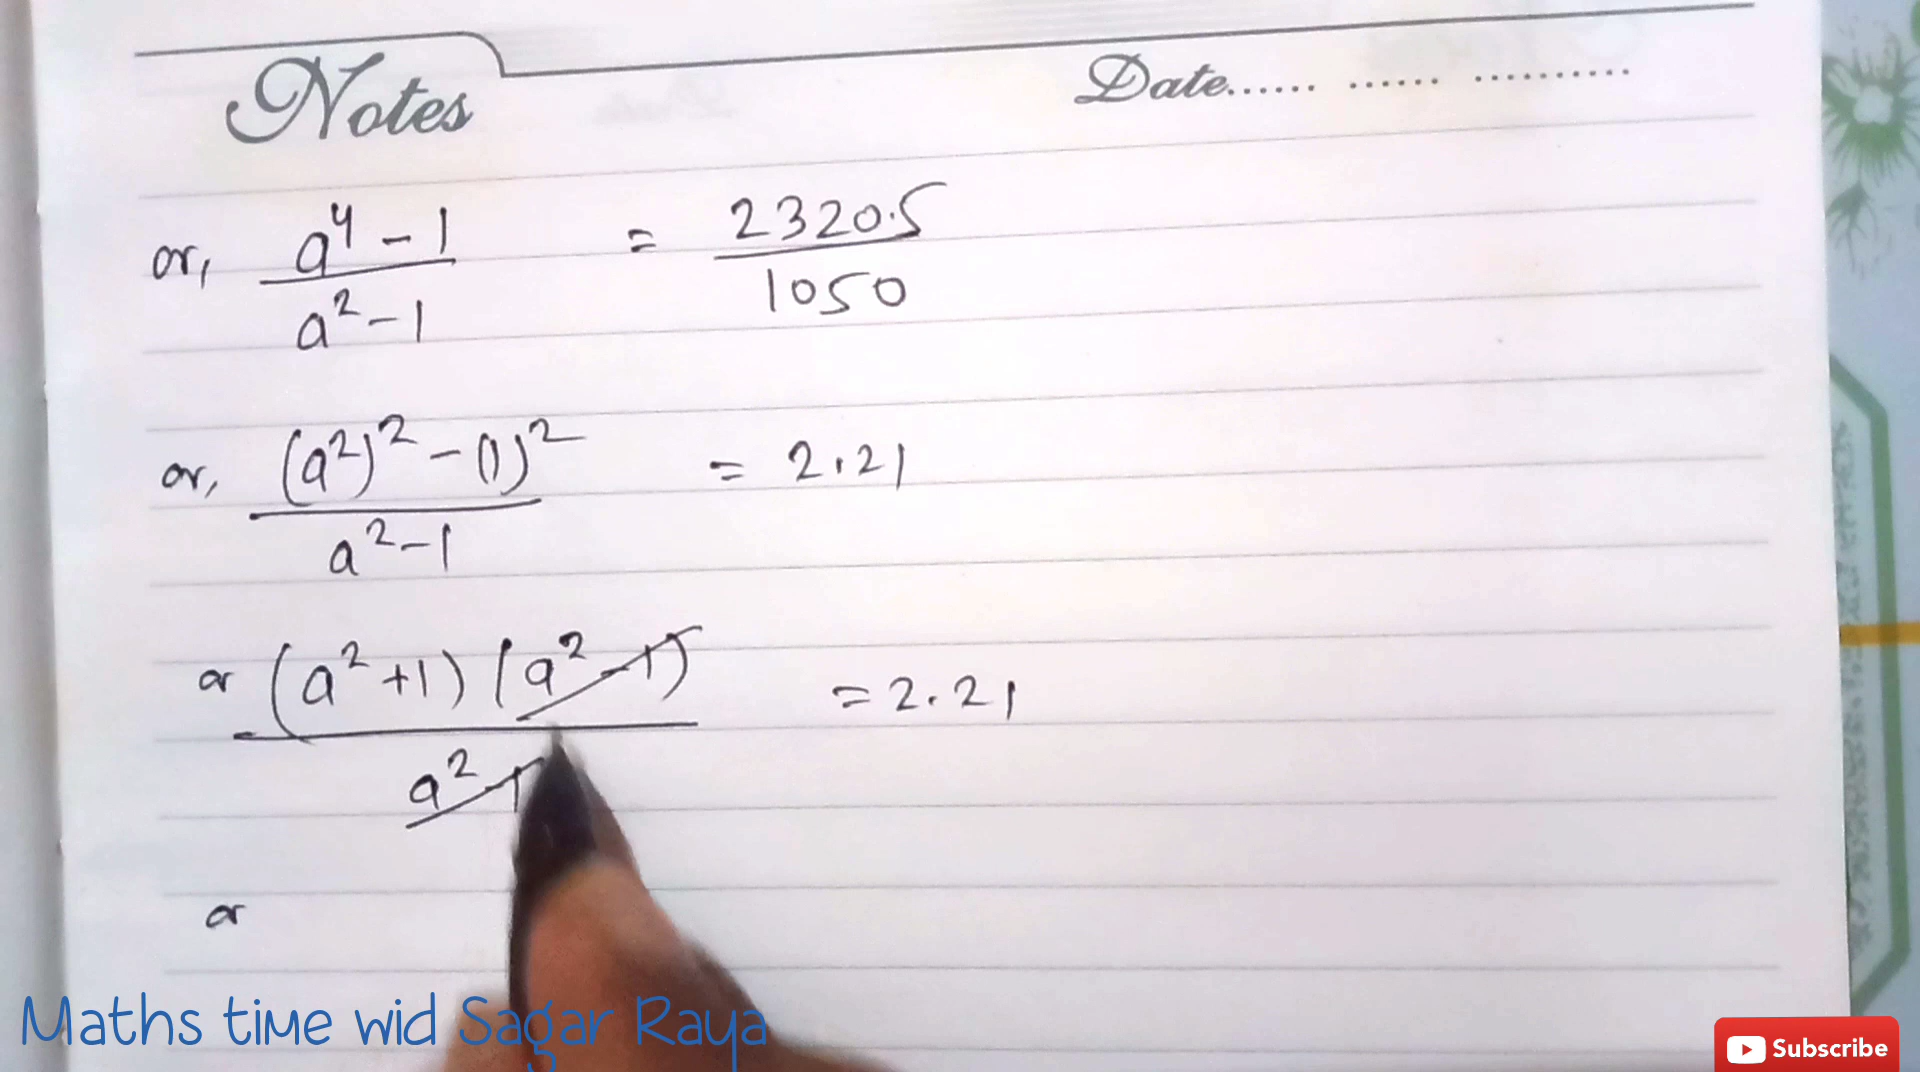 Notes
Date...... ...... ..........
or, a⁴ - 1 / a² - 1 = 2320.5 / 1050
or, (a²)² - (1)² / a² - 1 = 2.21
or (a² + 1) (a² - 1) / a² - 1 = 2.21
or
Maths time wid Sagar Raya
Subscribe